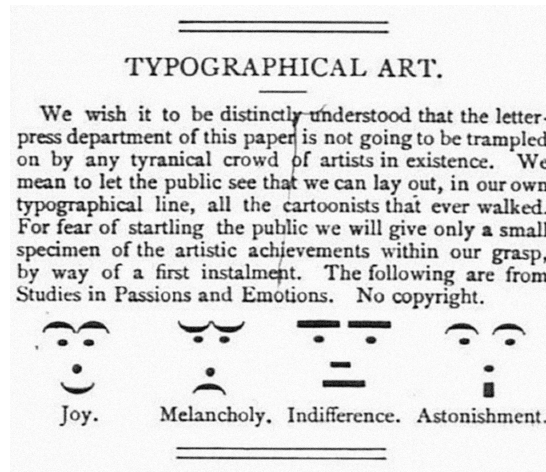 TYPOGRAPHICAL ART.
We wish it to be distinctly understood that the letter-
press department of this paper is not going to be trampled
on by any tyranical crowd of artists in existence. We
mean to let the public see that we can lay out, in our own
typographical line, all the cartoonists that ever walked.
For fear of startling the public we will give only a small
specimen of the artistic achievements within our grasp,
by way of a first instalment. The following are from
Studies in Passions and Emotions. No copyright.
Joy. Melancholy. Indifference. Astonishment.